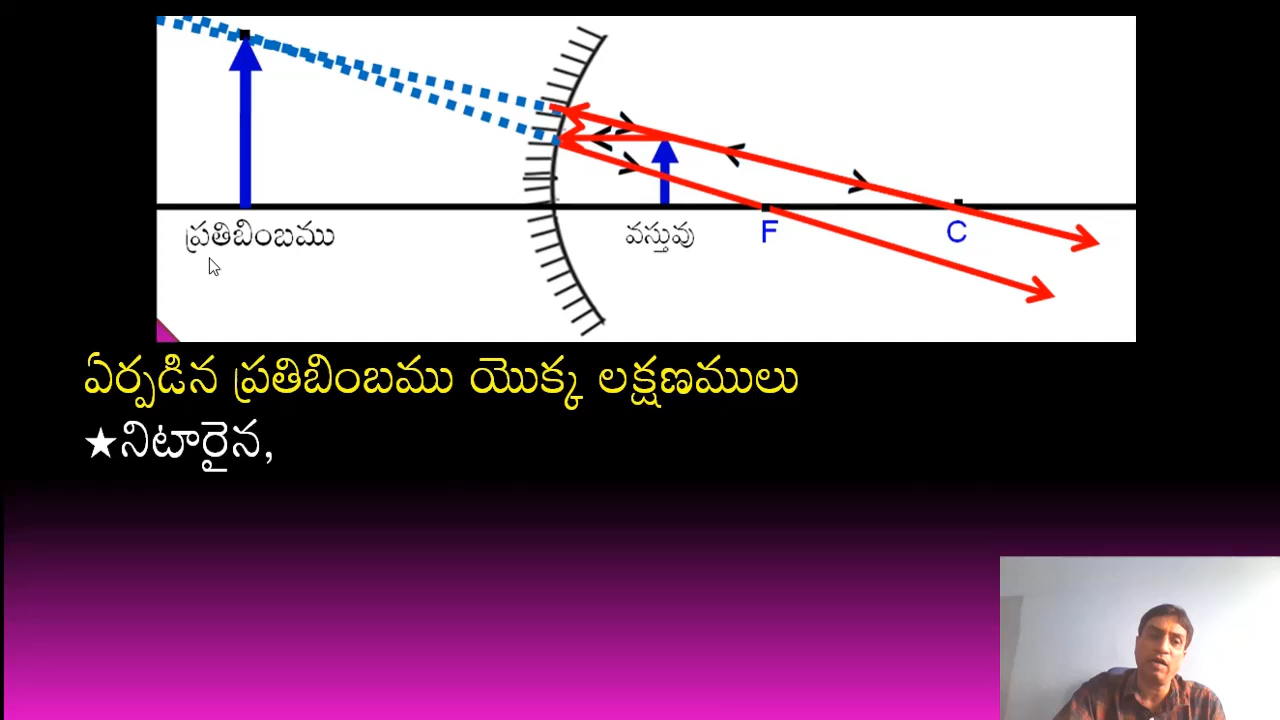 ప్రతిబింబము
వస్తువు
F
C
ఏర్పడిన ప్రతిబింబము యొక్క లక్షణములు
★నిటారైన,